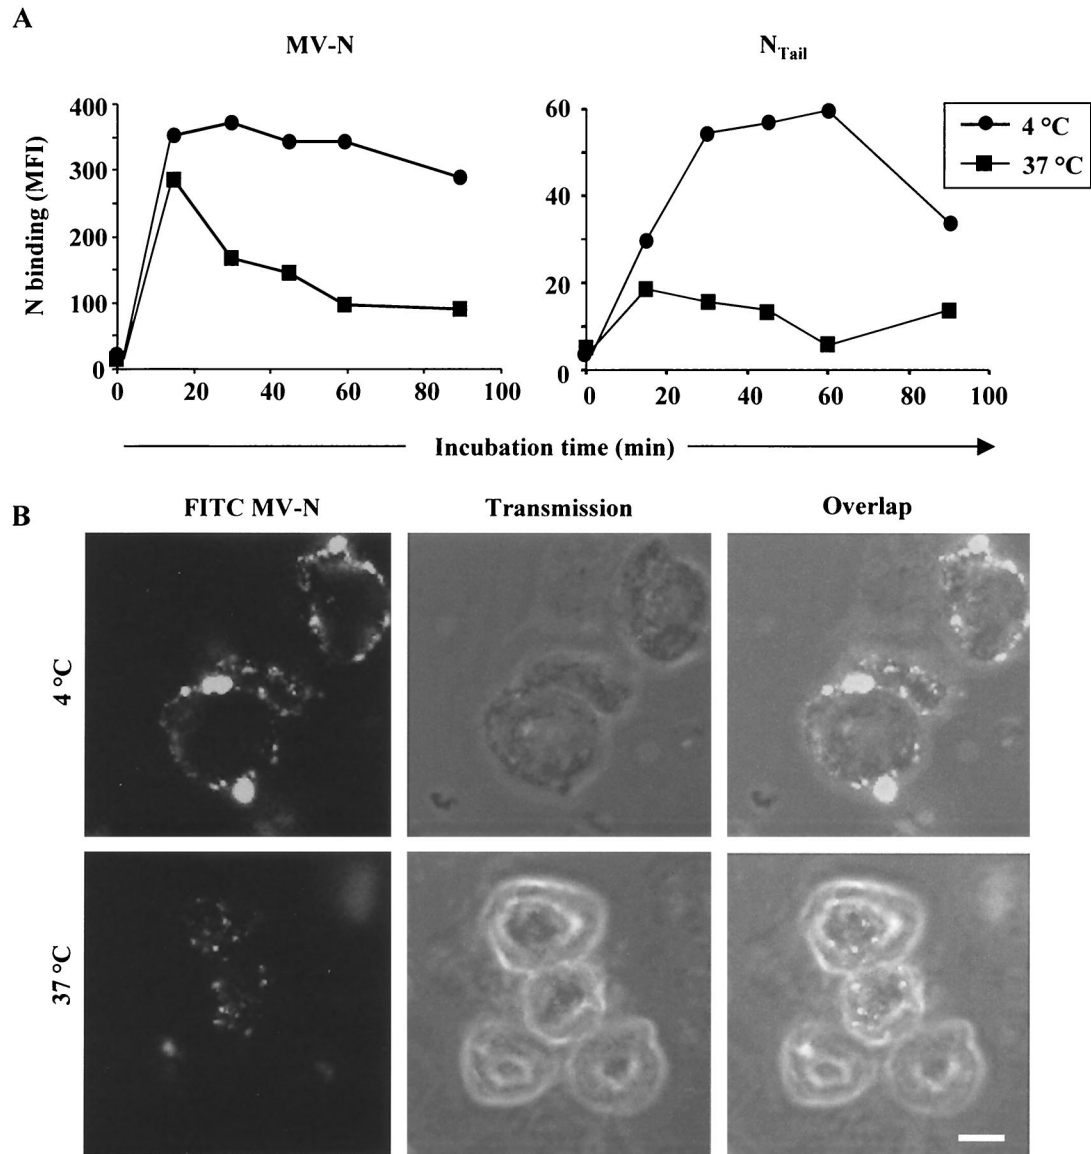 A
MV-N
N_Tail
N binding (MFI)
400
300
200
100
0
0 20 40 60 80 100
60
40
20
0
0 20 40 60 80 100
4 °C
37 °C
Incubation time (min)
B
FITC MV-N
Transmission
Overlap
4 °C
37 °C